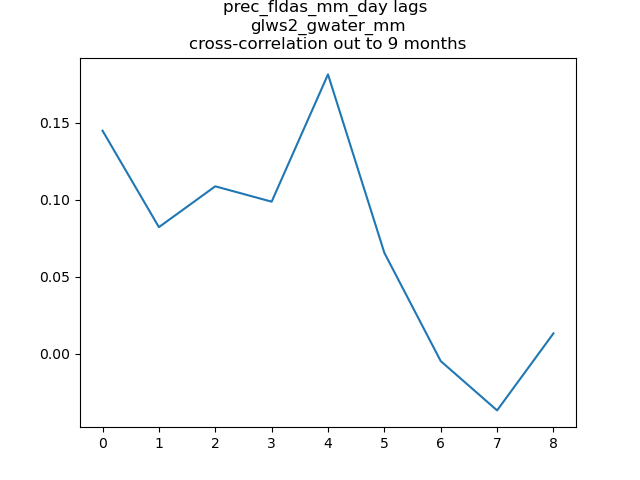 prec_fldas_mm_day lags
glws2_gwater_mm
cross-correlation out to 9 months
0.15
0.10
0.05
0.00
0 1 2 3 4 5 6 7 8